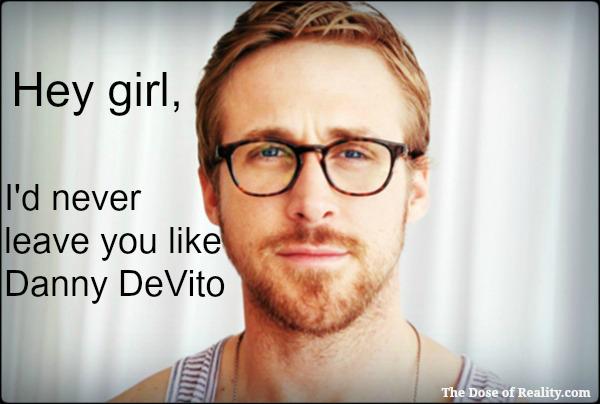 Hey girl,
I'd never
leave you like
Danny DeVito
The Dose of Reality.com